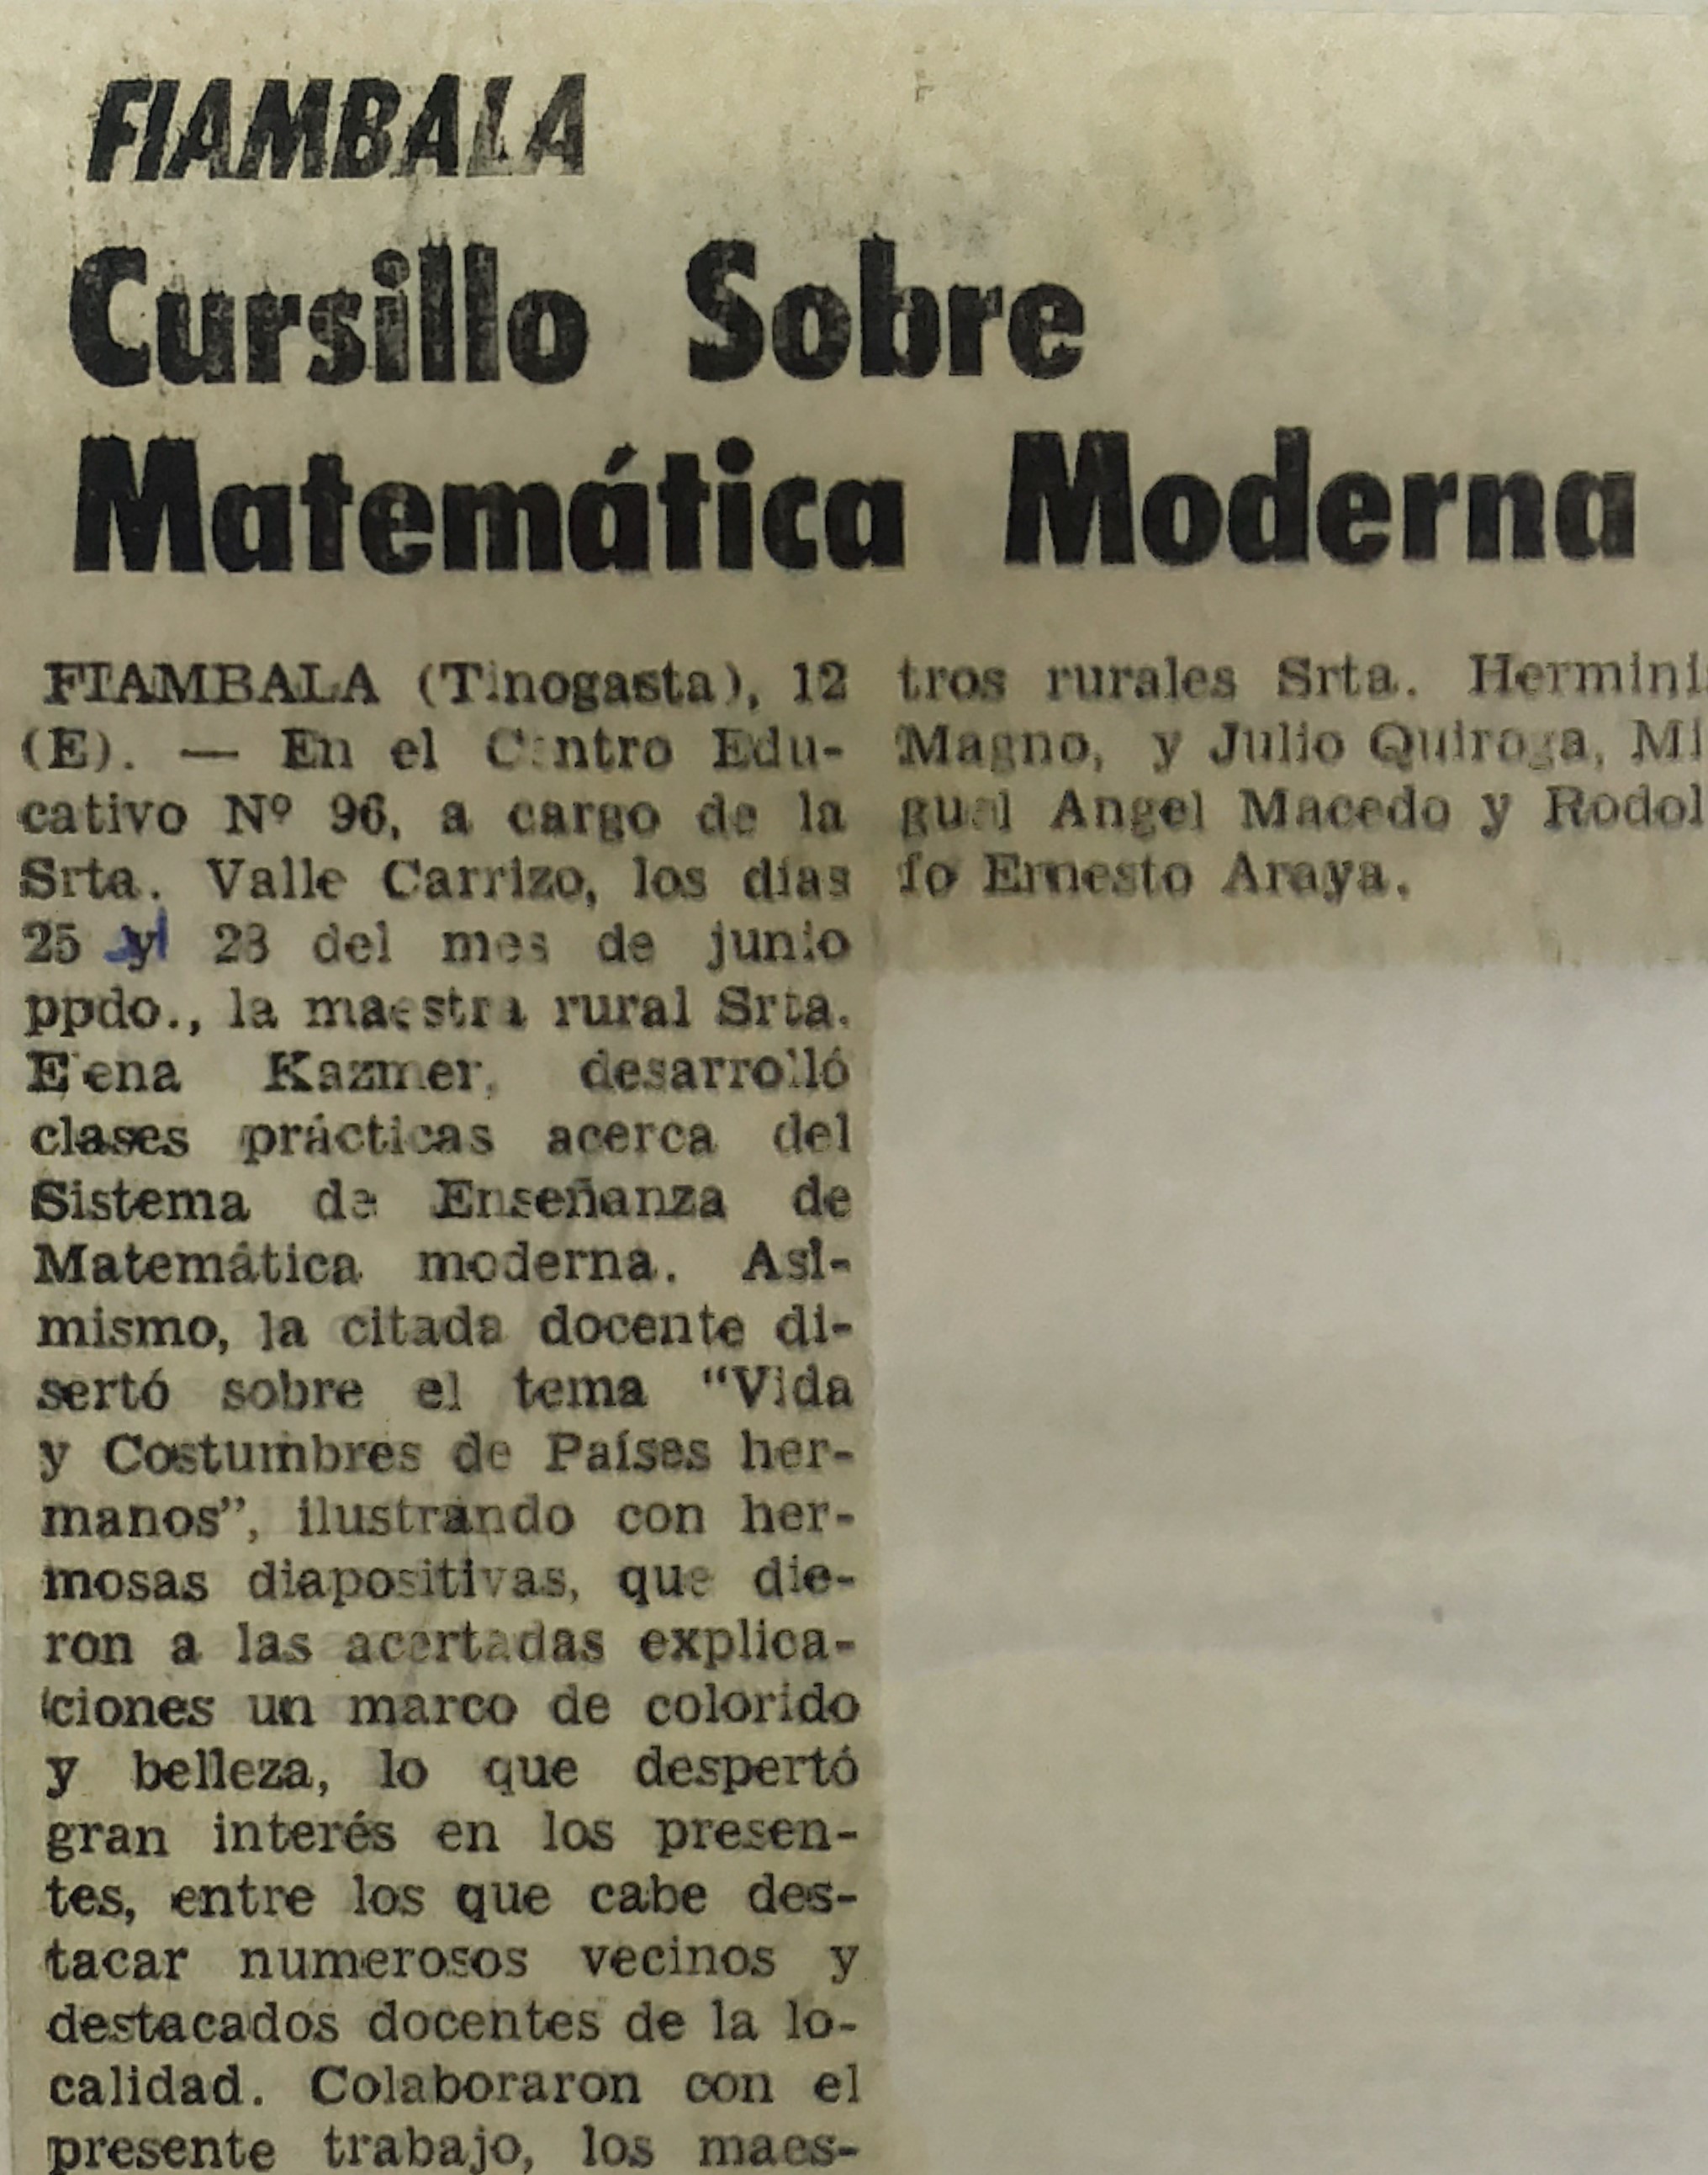 FIAMBALA
Cursillo Sobre
Matemática Moderna
FIAMBALA (Tinogasta), 12
(E). — En el Centro Edu-
cativo Nº 96, a cargo de la
Srta. Valle Carrizo, los días
25 y 28 del mes de junio
ppdo., la maestra rural Srta.
Elena Kazmer, desarrolló
clases prácticas acerca del
Sistema de Enseñanza de
Matemática moderna. Asi-
mismo, la citada docente di-
sertó sobre el tema “Vida
y Costumbres de Países her-
manos”, ilustrando con her-
mosas diapositivas, que die-
ron a las acertadas explica-
ciones un marco de colorido
y belleza, lo que despertó
gran interés en los presen-
tes, entre los que cabe des-
tacar numerosos vecinos y
destacados docentes de la lo-
calidad. Colaboraron con el
presente trabajo, los maes-
tros rurales Srta. Hermini
Magno, y Julio Quiroga, Mi
guel Angel Macedo y Rodol
fo Ernesto Araya.